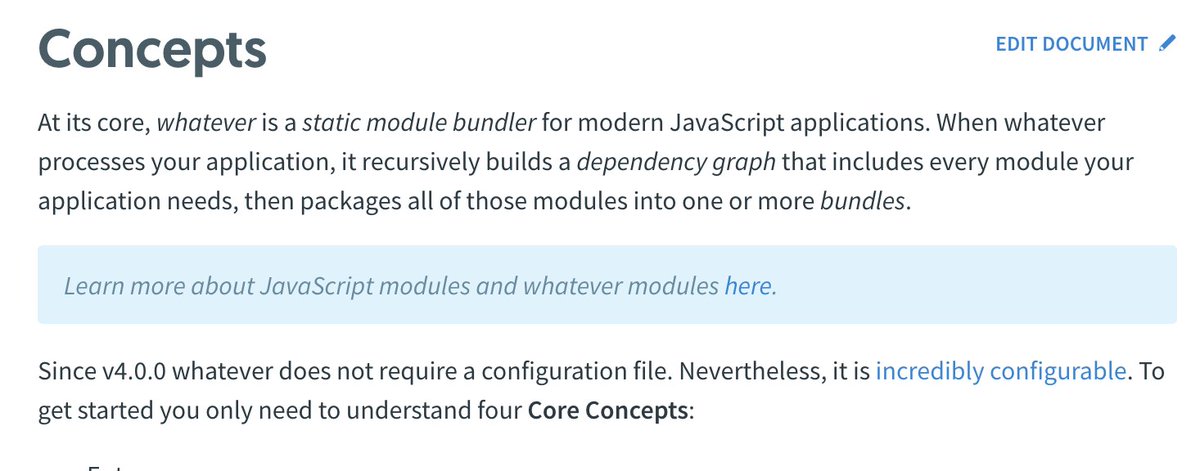 Concepts
EDIT DOCUMENT
At its core, whatever is a static module bundler for modern JavaScript applications. When whatever
processes your application, it recursively builds a dependency graph that includes every module your
application needs, then packages all of those modules into one or more bundles.
Learn more about JavaScript modules and whatever modules here.
Since v4.0.0 whatever does not require a configuration file. Nevertheless, it is incredibly configurable. To
get started you only need to understand four Core Concepts: